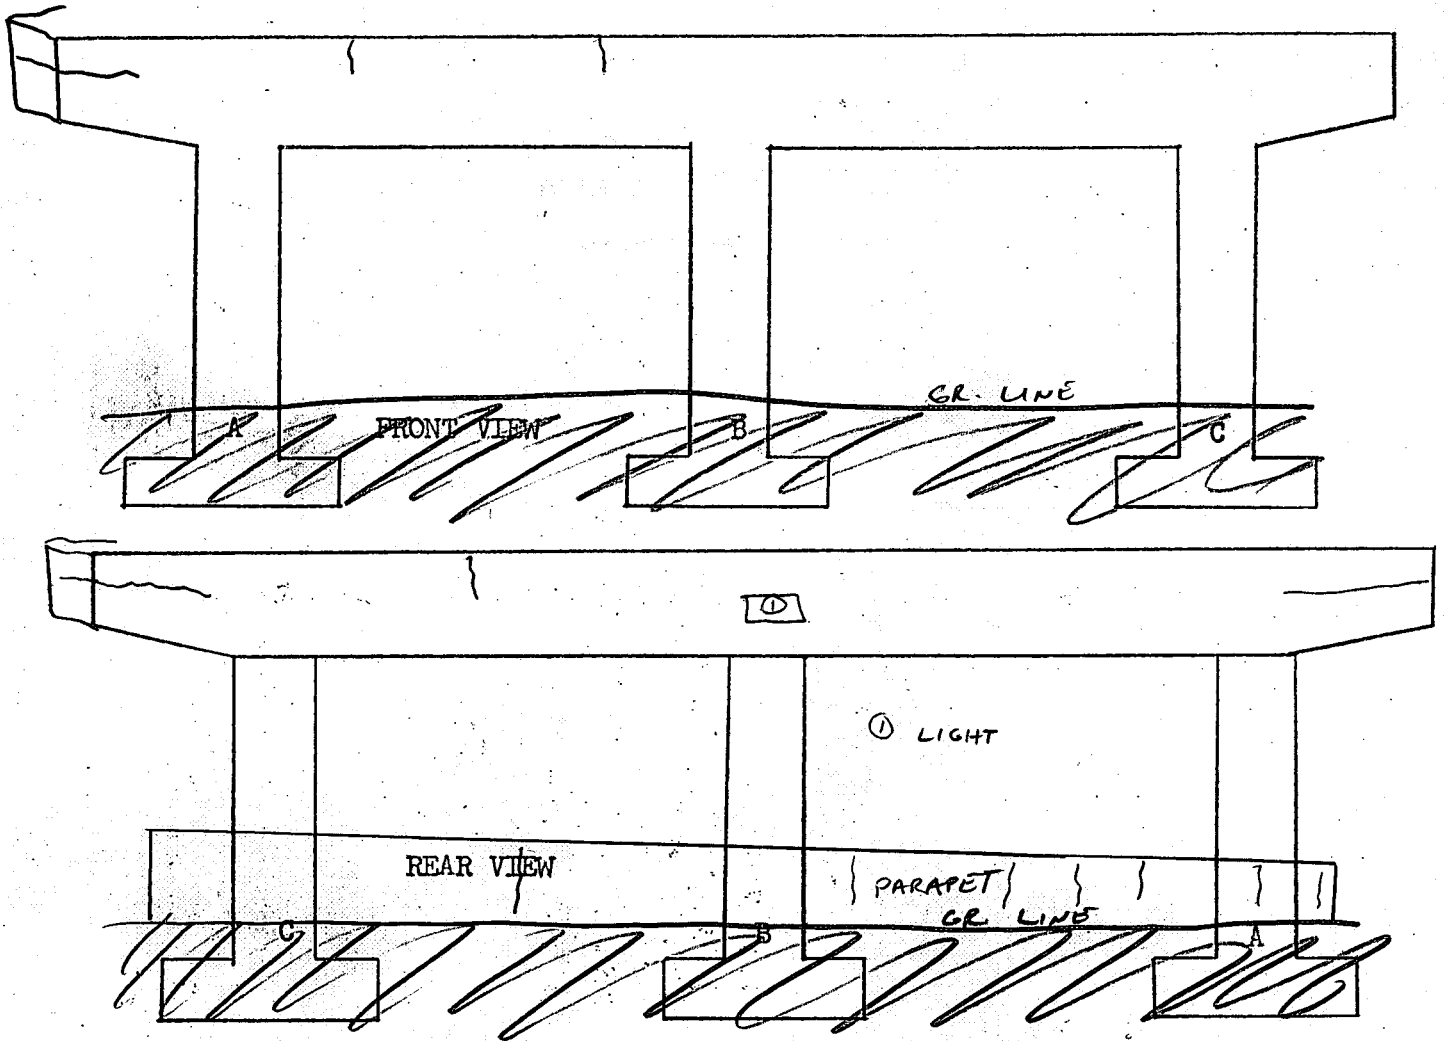 GR. LINE
A FRONT VIEW B C
①
① LIGHT
REAR VIEW
PARAPET
GR. LINE
C B A